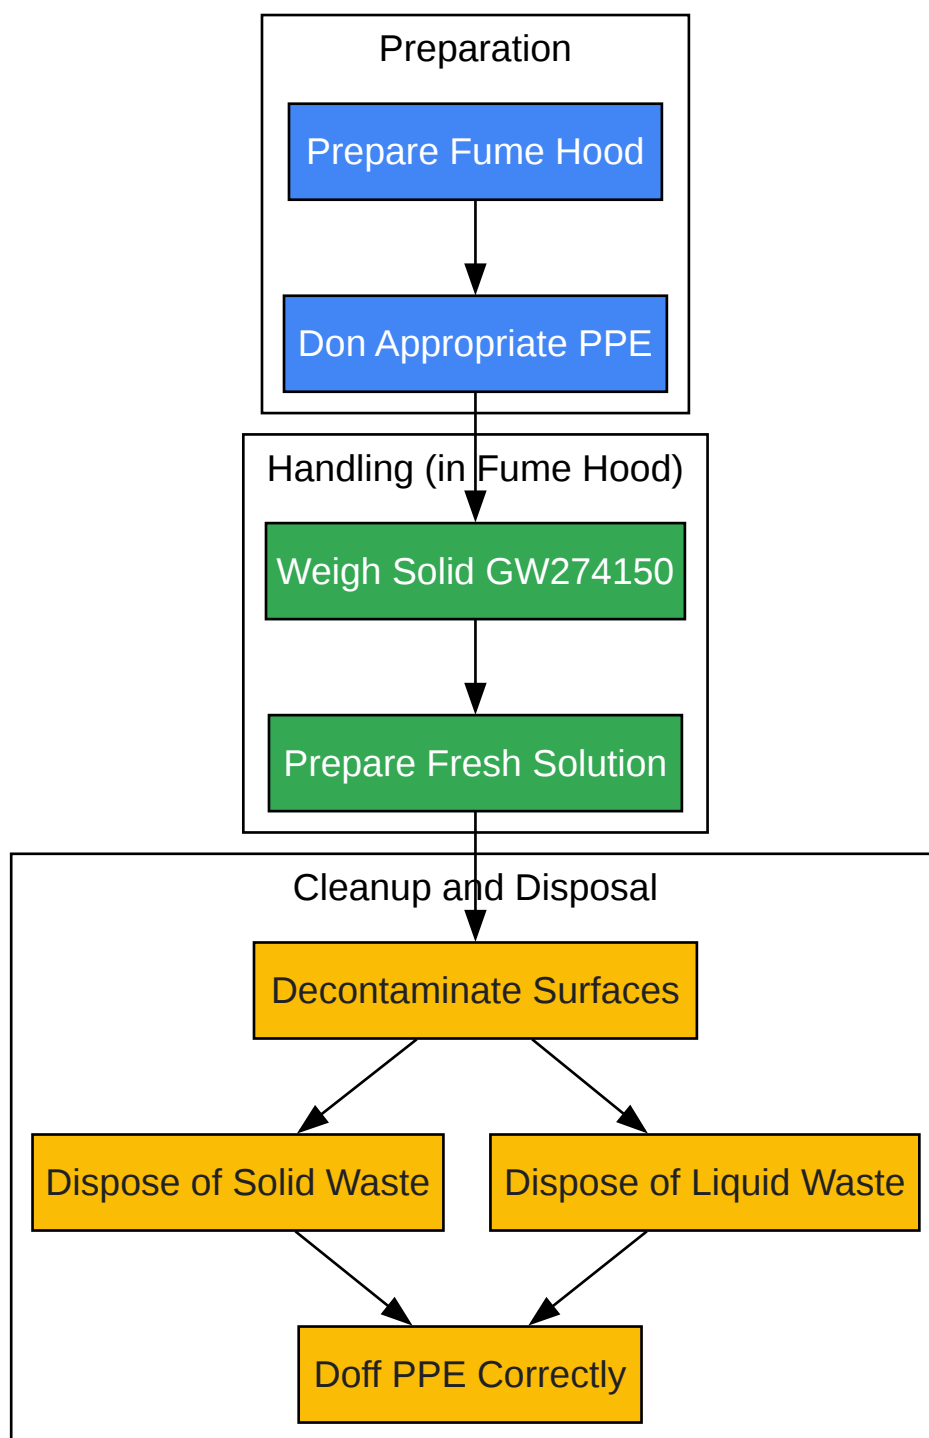 Preparation
Prepare Fume Hood
Don Appropriate PPE
Handling (in Fume Hood)
Weigh Solid GW274150
Prepare Fresh Solution
Cleanup and Disposal
Decontaminate Surfaces
Dispose of Solid Waste
Dispose of Liquid Waste
Doff PPE Correctly